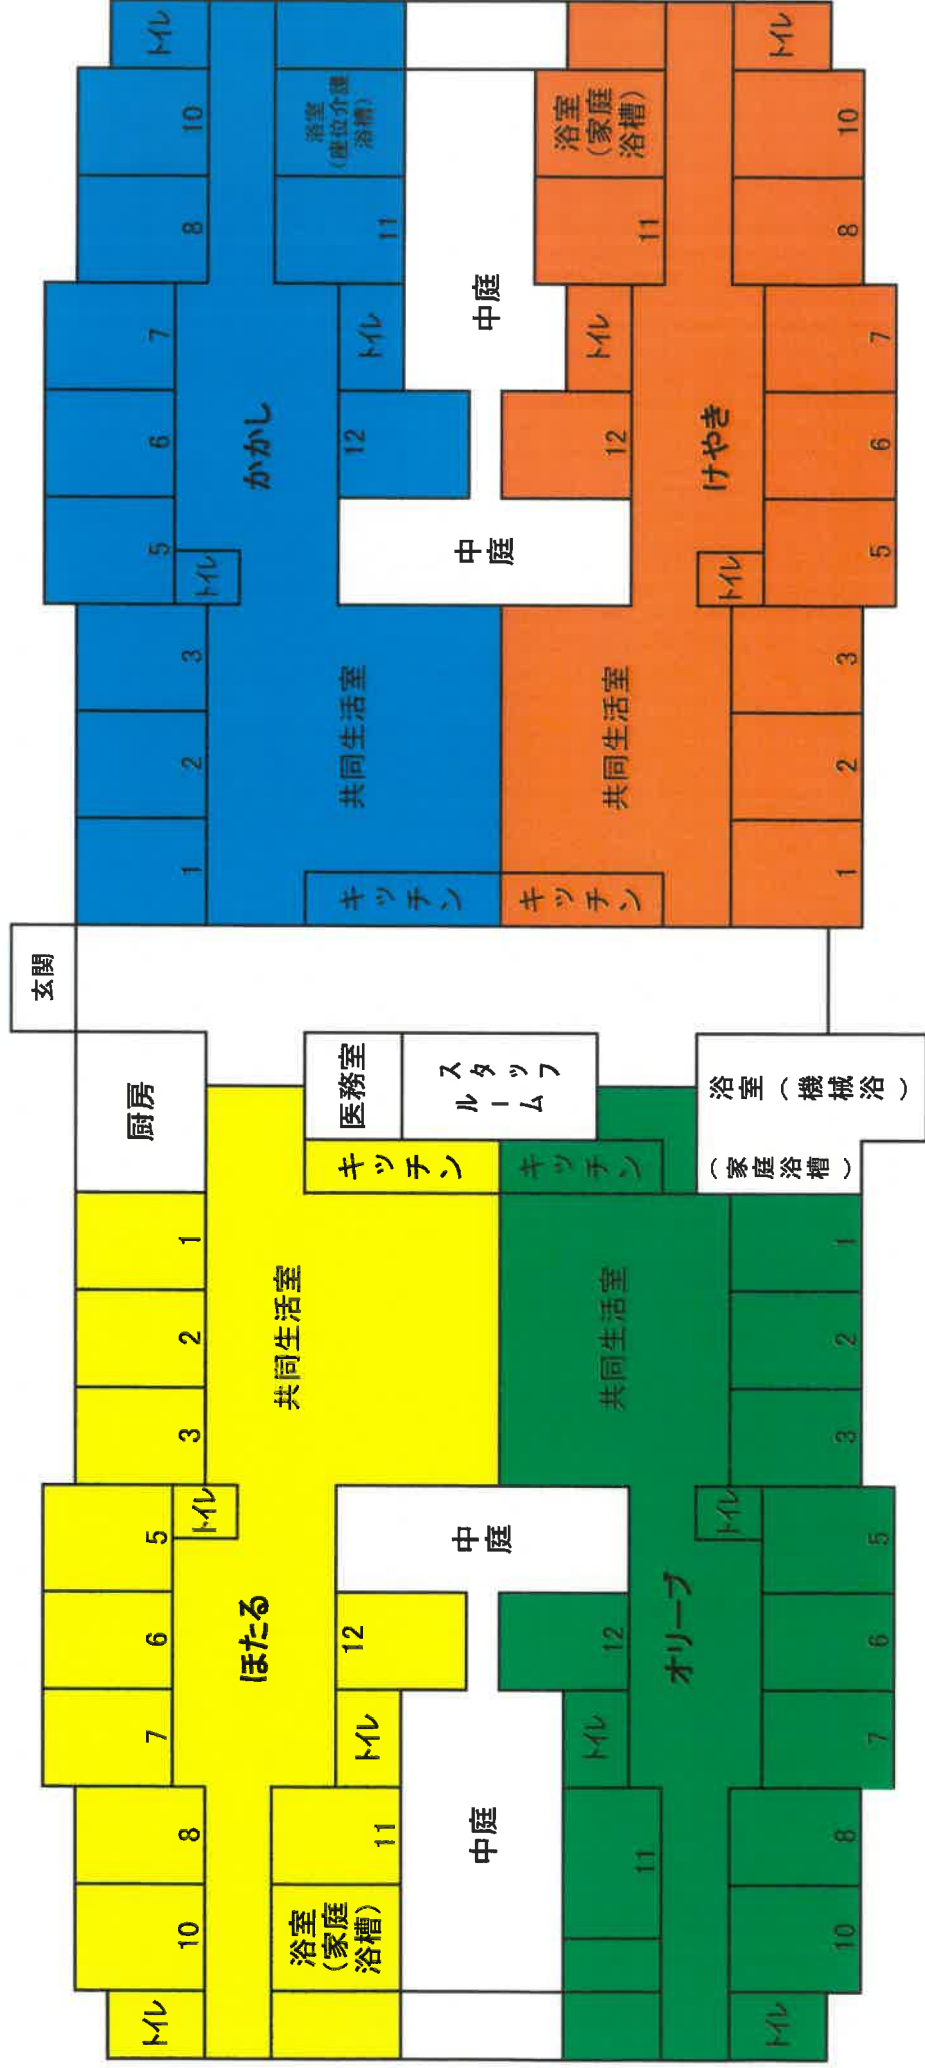 玄関
トイレ
10
8
7
6
5
3
2
1
トイレ
ほたる
共同生活室
浴室
(家庭
浴槽)
11
トイレ
12
キッチン
厨房
医務室
スタッフ
ルーム
中庭
中庭
11
トイレ
12
オリーブ
共同生活室
キッチン
トイレ
トイレ
10
8
7
6
5
3
2
1
(家庭浴槽)
浴室(機械浴)
1
2
3
5
6
7
8
10
トイレ
トイレ
かかし
共同生活室
キッチン
12
トイレ
11
浴室
(座位介護
浴槽)
中庭
中庭
キッチン
共同生活室
12
トイレ
11
浴室
(家庭
浴槽)
けやき
トイレ
1
2
3
5
6
7
8
10
トイレ